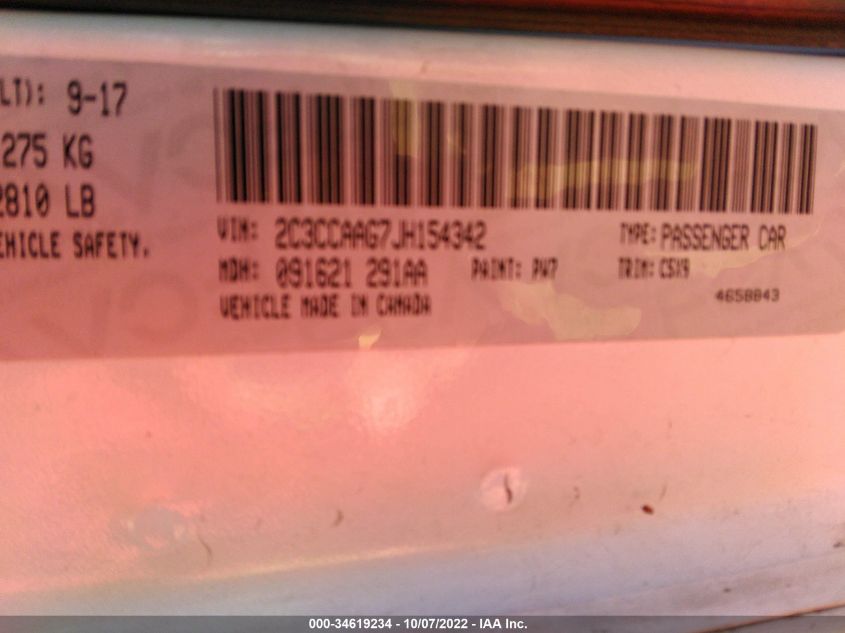 LT): 9-17
275 KG
2810 LB
EHICLE SAFETY.
VIN: 2C3CCAAG7JH154342 TYPE: PASSENGER CAR
MDH: 091621 291AA PAINT: PW7 TRIM: C5X9
VEHICLE MADE IN CANADA 4658843
000-34619234 - 10/07/2022 - IAA Inc.